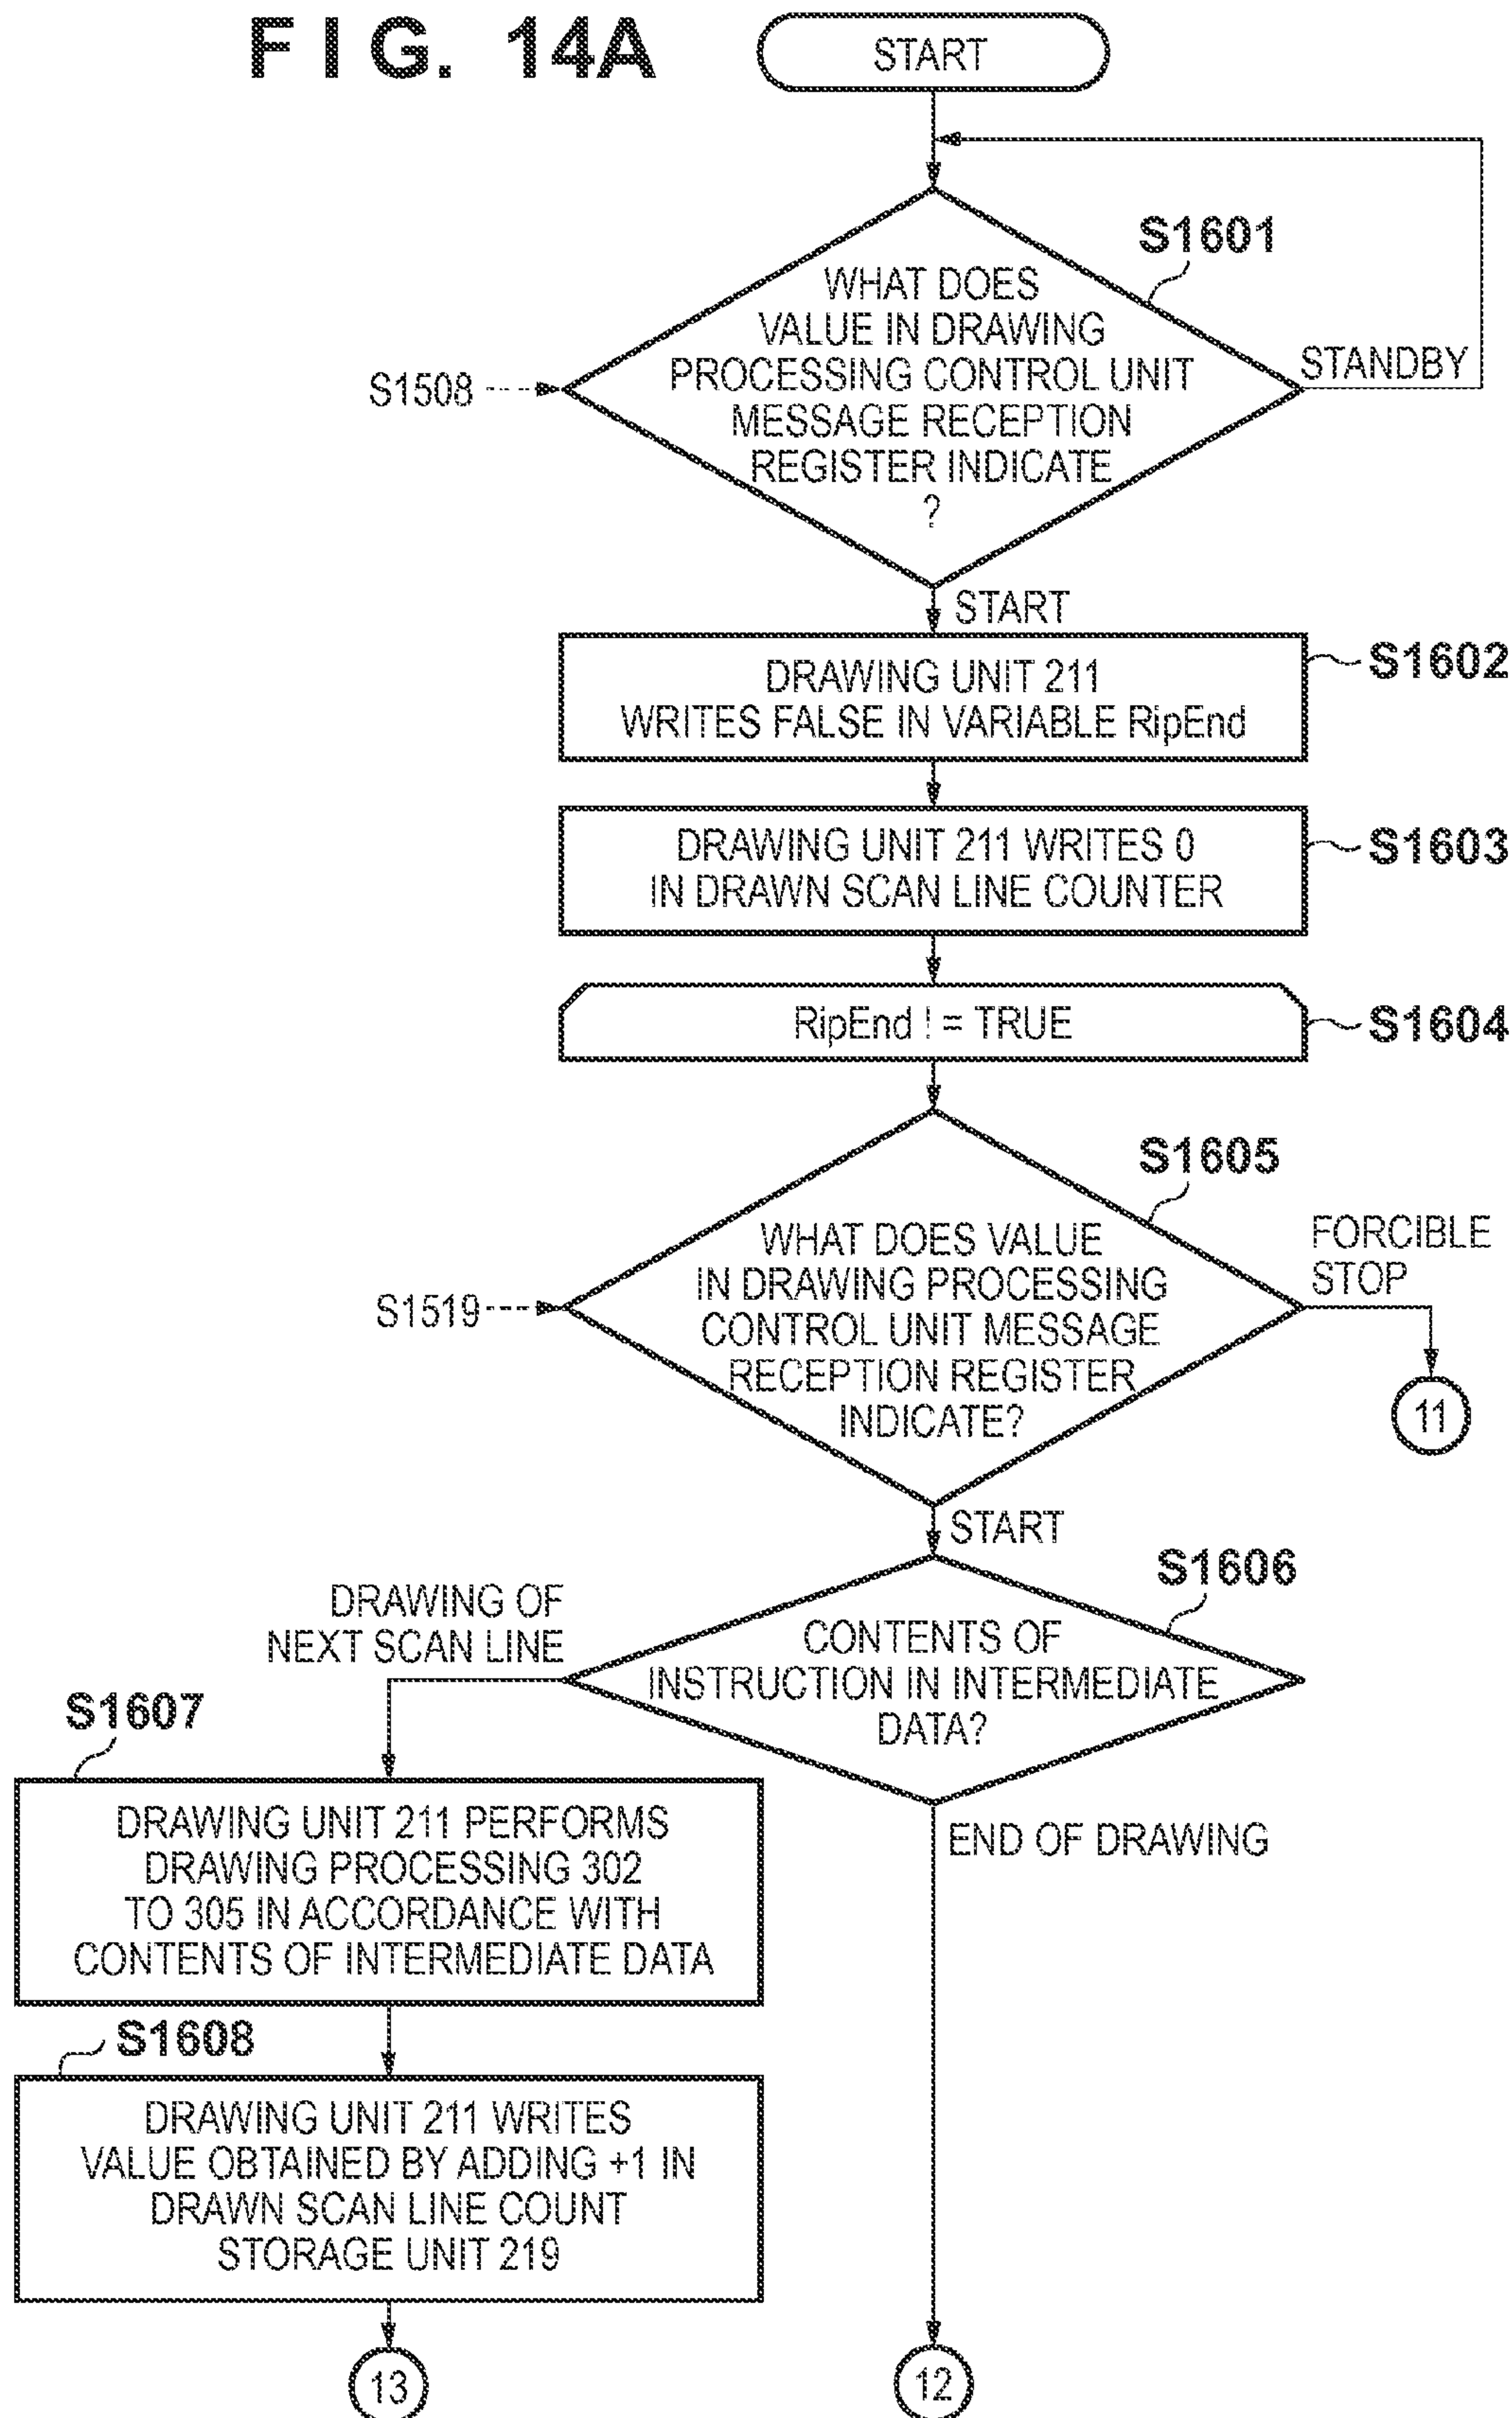 FIG. 14A
START
S1601
WHAT DOES
VALUE IN DRAWING
PROCESSING CONTROL UNIT
MESSAGE RECEPTION
REGISTER INDICATE
?
S1508
STANDBY
START
DRAWING UNIT 211
WRITES FALSE IN VARIABLE RipEnd
S1602
DRAWING UNIT 211 WRITES 0
IN DRAWN SCAN LINE COUNTER
S1603
RipEnd ! = TRUE
S1604
S1605
WHAT DOES VALUE
IN DRAWING PROCESSING
CONTROL UNIT MESSAGE
RECEPTION REGISTER
INDICATE?
S1519
FORCIBLE
STOP
11
START
S1606
CONTENTS OF
INSTRUCTION IN INTERMEDIATE
DATA?
DRAWING OF
NEXT SCAN LINE
END OF DRAWING
S1607
DRAWING UNIT 211 PERFORMS
DRAWING PROCESSING 302
TO 305 IN ACCORDANCE WITH
CONTENTS OF INTERMEDIATE DATA
S1608
DRAWING UNIT 211 WRITES
VALUE OBTAINED BY ADDING +1 IN
DRAWN SCAN LINE COUNT
STORAGE UNIT 219
13
12